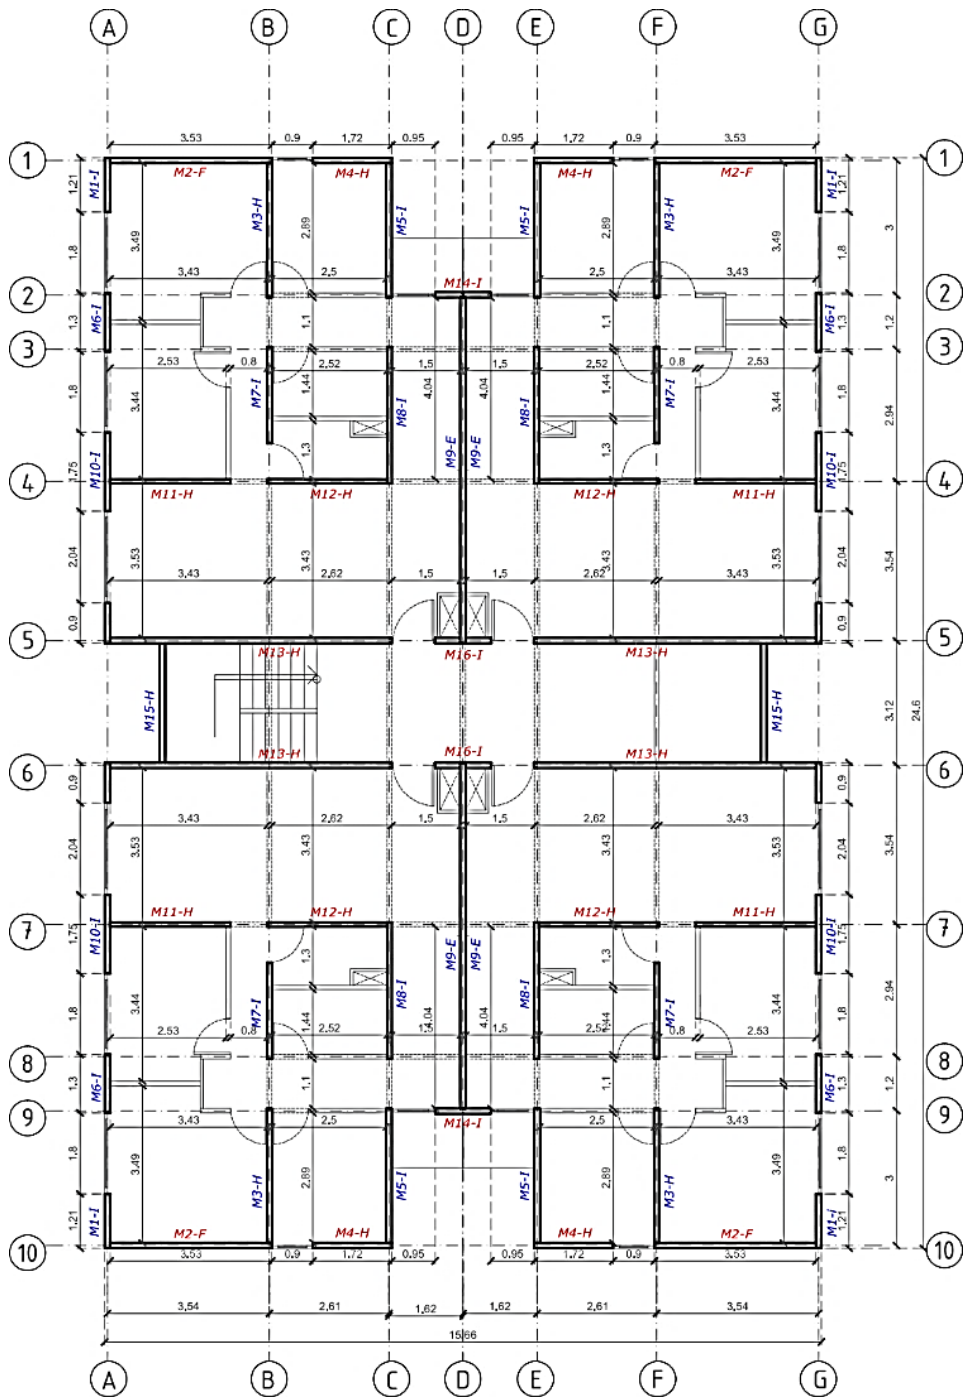 A B C D E F G
3.53 0.9 1.72 0.95 0.95 1.72 0.9 3.53
1 1
M1-I 1.21 M2-F M4-H M4-H M2-F M1-I 1.21
M3-H M5-I M5-I M3-H
3.49 2.89 2.89 3.49 3
1.8 1.8
3.43 2.5 2.5 3.43
M14-I
2 2
M6-I 1.3 1.1 1.1 M6-I 1.3 1.2
3 3
2.53 0.8 2.52 1.5 1.5 2.52 0.8 2.53
1.8 3.44 M7-I 1.44 M8-I 4.04 4.04 M8-I 1.44 M7-I 3.44 1.8 2.94
1.3 M9-E M9-E 1.3
M10-I 1.75 M10-I 1.75
4 4
M11-H M12-H M12-H M11-H
2.04 3.53 3.43 3.43 3.53 2.04 3.54
3.43 2.62 1.5 1.5 2.62 3.43
0.9 0.9
5 5
M13-H M16-I M13-H
M15-H M15-H 3.12 24.6
M13-H M16-I M13-H
6 6
0.9 0.9
3.43 2.62 1.5 1.5 2.62 3.43
2.04 3.53 3.43 3.43 3.53 2.04 3.54
M11-H M12-H M12-H M11-H
7 7
M10-I 1.75 M10-I 1.75
1.3 M9-E M9-E 1.3
1.8 3.44 M7-I 1.44 M8-I 4.04 4.04 M8-I 1.44 M7-I 3.44 1.8 2.94
2.53 0.8 2.52 1.5 1.5 2.52 0.8 2.53
8 8
M6-I 1.3 1.1 1.1 M6-I 1.3 1.2
9 9
M14-I
3.43 2.5 2.5 3.43
1.8 1.8
3.49 2.89 2.89 3.49 3
M3-H M5-I M5-I M3-H
M1-I 1.21 M2-F M4-H M4-H M2-F M1-i 1.21
10 10
3.53 0.9 1.72 0.95 0.95 1.72 0.9 3.53
3.54 2.61 1.62 1.62 2.61 3.54
15.66
A B C D E F G